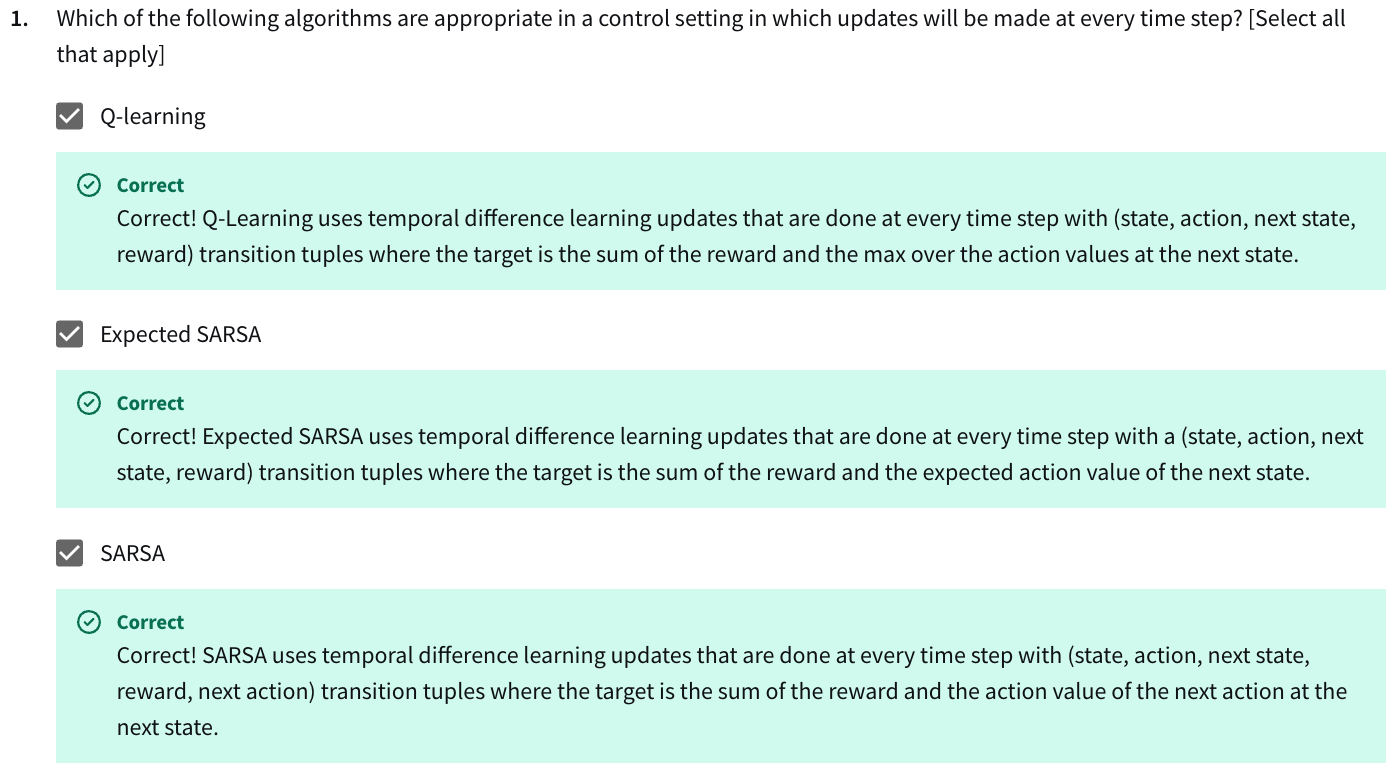 1. Which of the following algorithms are appropriate in a control setting in which updates will be made at every time step? [Select all
that apply]
Q-learning
Correct
Correct! Q-Learning uses temporal difference learning updates that are done at every time step with (state, action, next state,
reward) transition tuples where the target is the sum of the reward and the max over the action values at the next state.
Expected SARSA
Correct
Correct! Expected SARSA uses temporal difference learning updates that are done at every time step with a (state, action, next
state, reward) transition tuples where the target is the sum of the reward and the expected action value of the next state.
SARSA
Correct
Correct! SARSA uses temporal difference learning updates that are done at every time step with (state, action, next state,
reward, next action) transition tuples where the target is the sum of the reward and the action value of the next action at the
next state.